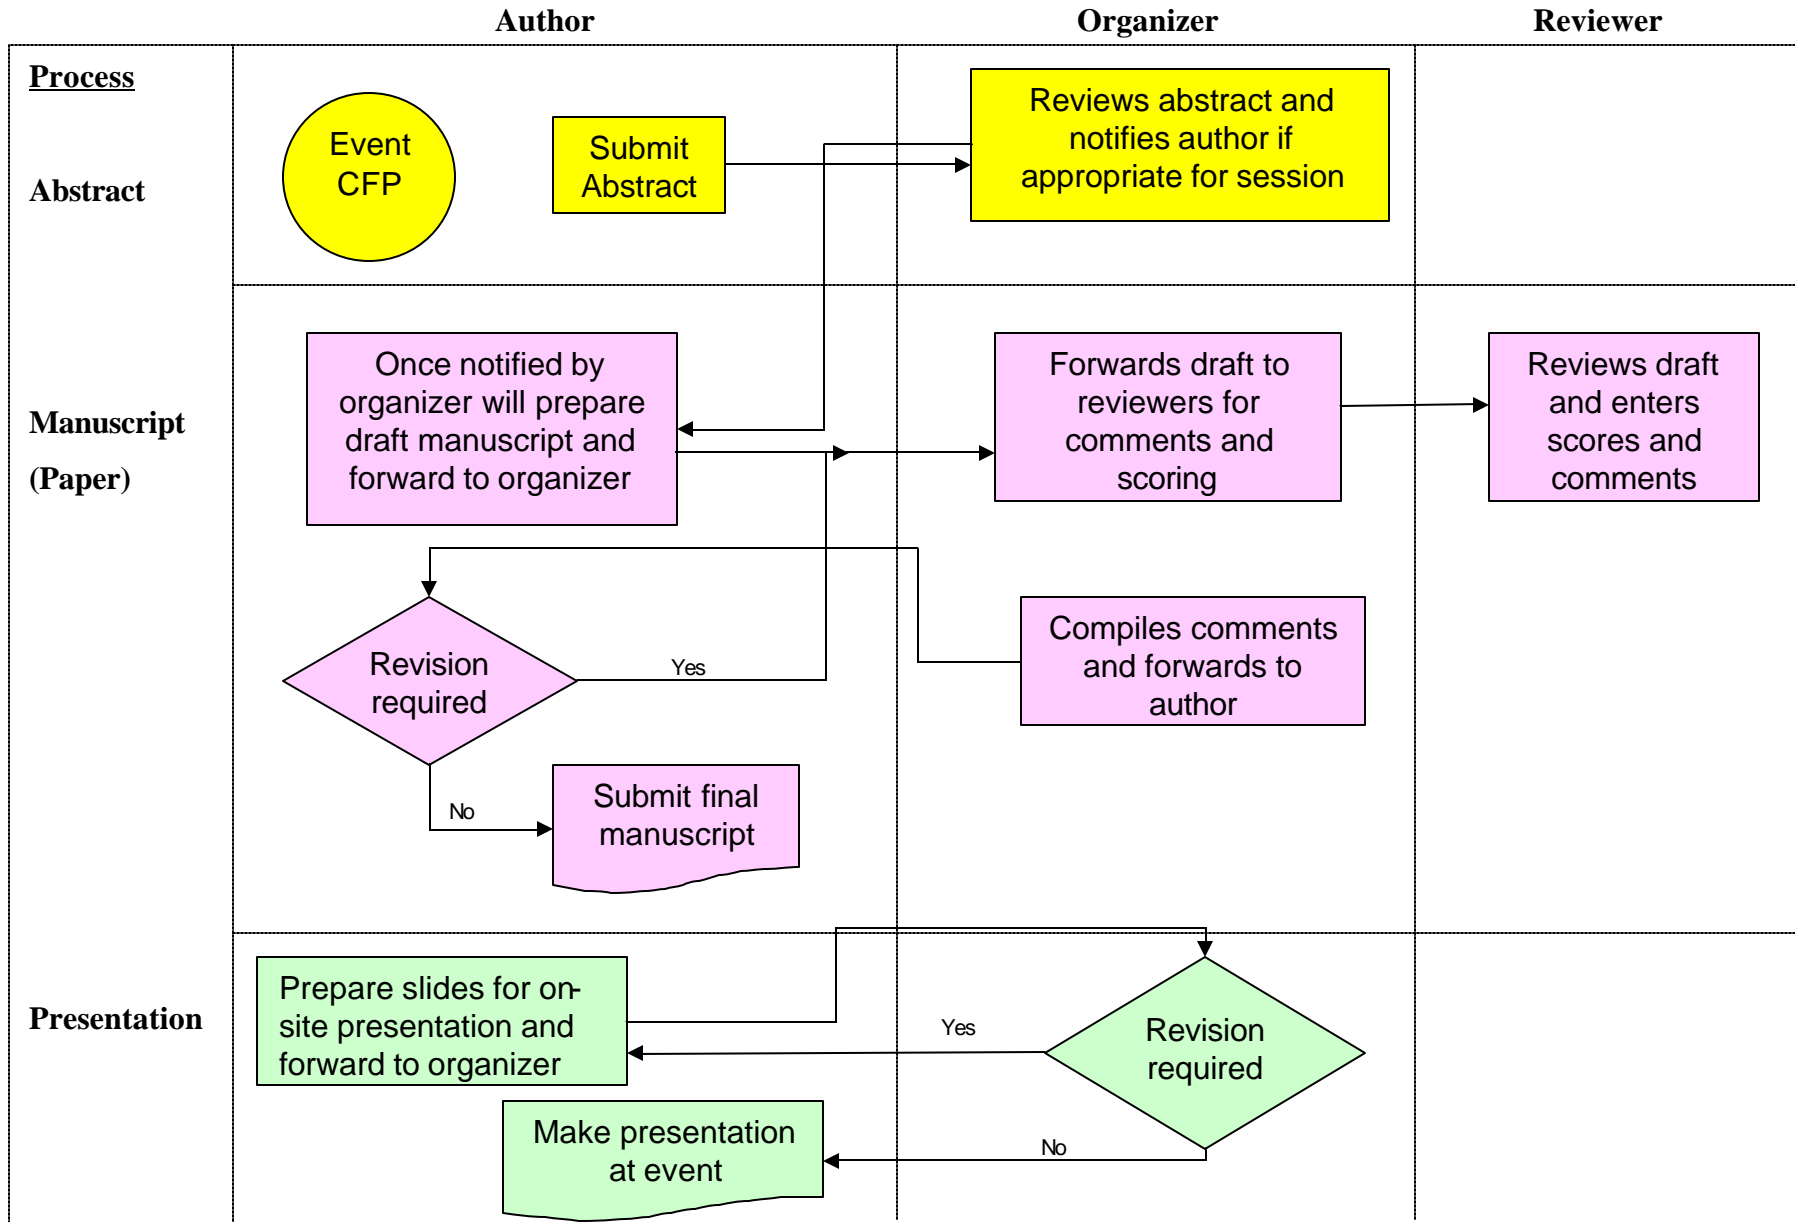 Author
Organizer
Reviewer
Process
Abstract
Event
CFP
Submit
Abstract
Reviews abstract and
notifies author if
appropriate for session
Manuscript
(Paper)
Once notified by
organizer will prepare
draft manuscript and
forward to organizer
Forwards draft to
reviewers for
comments and
scoring
Reviews draft
and enters
scores and
comments
Revision
required
Yes
Compiles comments
and forwards to
author
No
Submit final
manuscript
Presentation
Prepare slides for on-
site presentation and
forward to organizer
Yes
Revision
required
Make presentation
at event
No